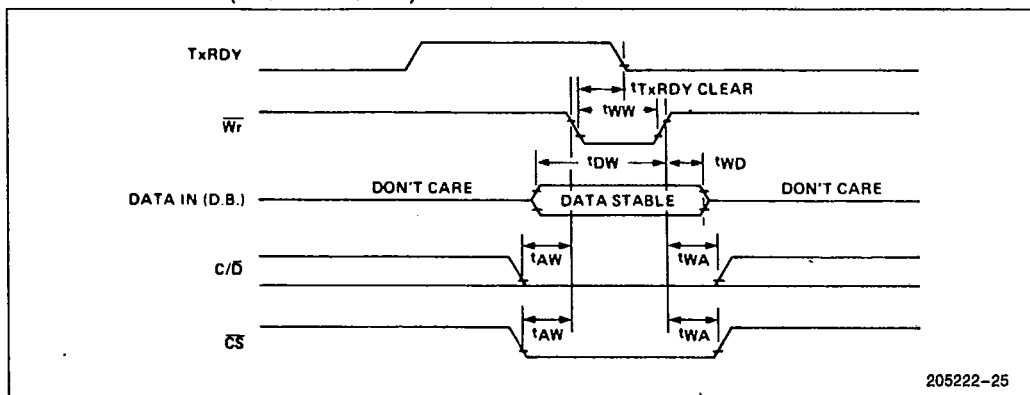 TxRDY
tTxRDY CLEAR
tWW
Wr
tDW
tWD
DON'T CARE
DON'T CARE
DATA IN (D.B.)
DATA STABLE
tAW
tWA
C/D
tAW
tWA
CS
205222-25